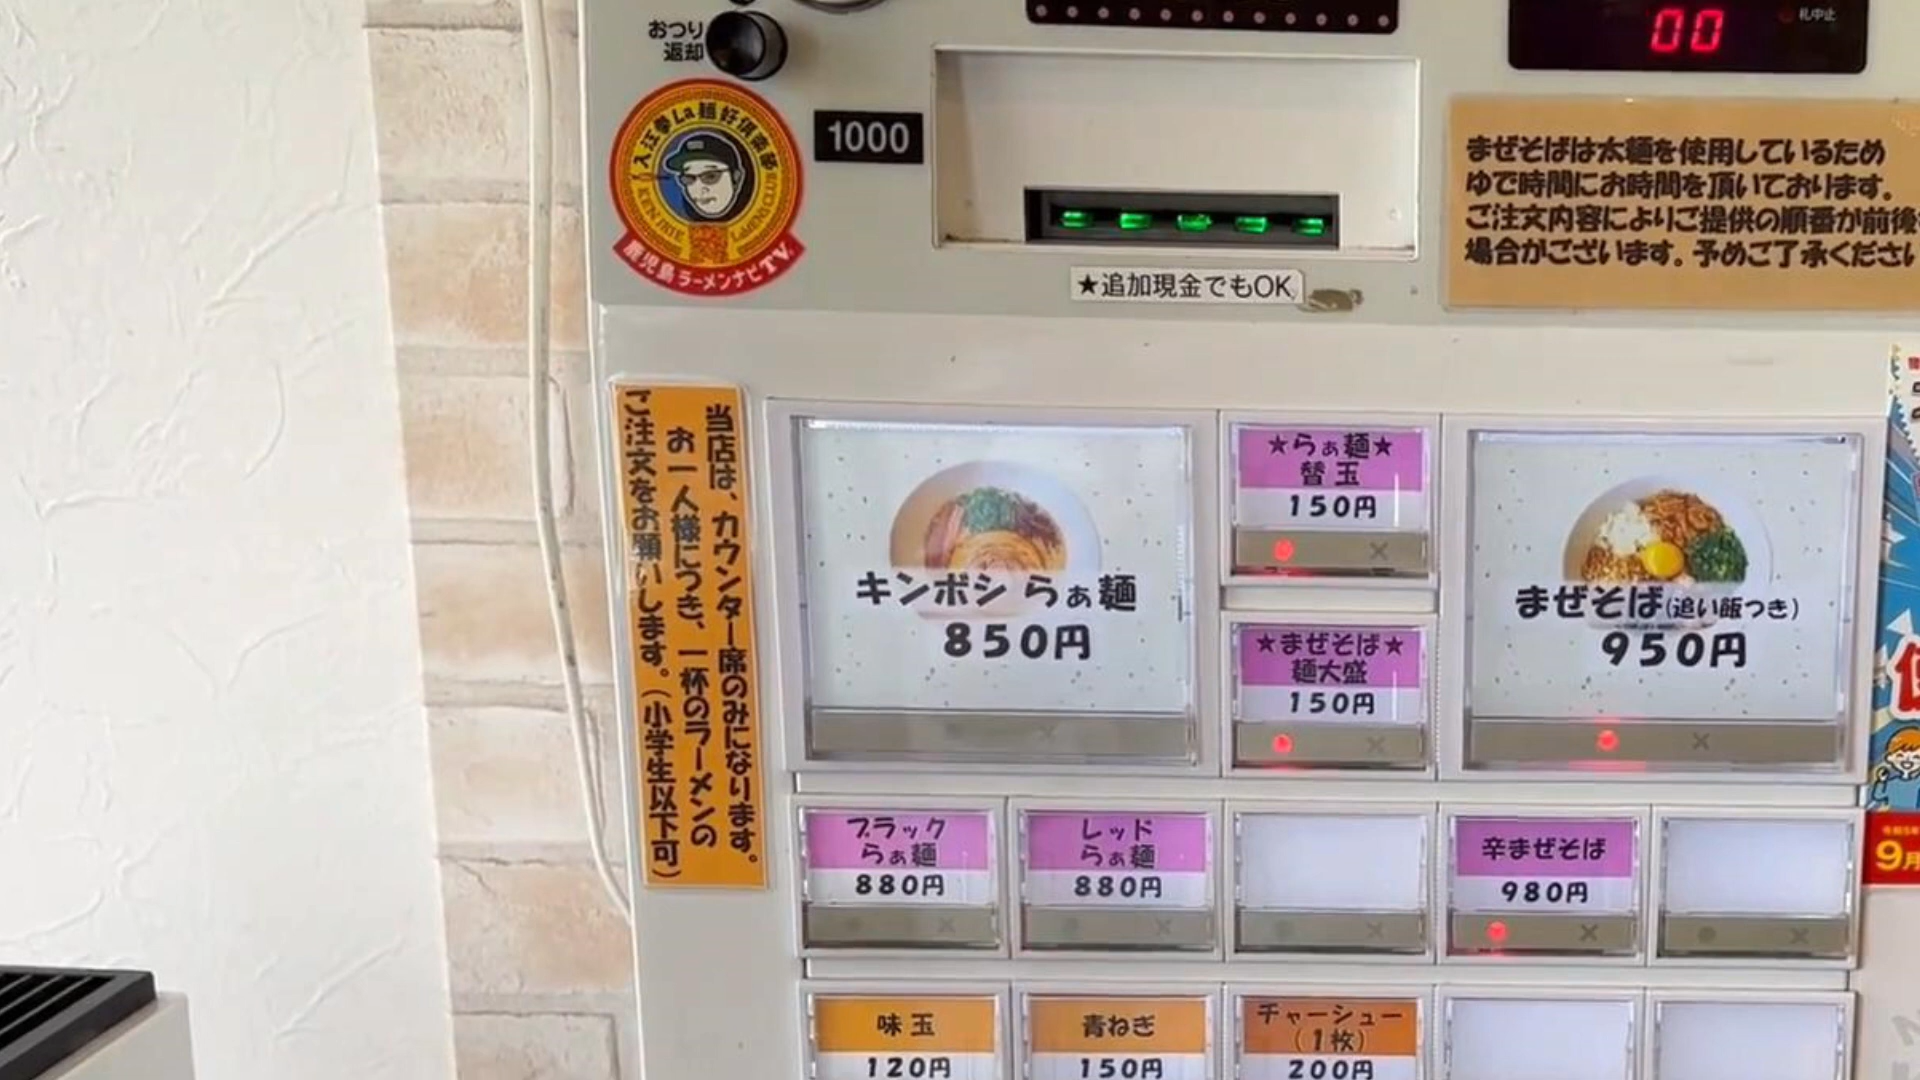 おつり
返却
1000
00
札中止
入江夢La麺好倶楽部
鹿児島ラーメンナビTV
★追加現金でもOK
まぜそばは太麺を使用しているため
ゆで時間にお時間を頂いております。
ご注文内容によりご提供の順番が前後
場合がございます。予めご了承ください
当店は、カウンター席のみになります。
お一人様につき、一杯のラーメンの
ご注文をお願いします。(小学生以下可)
キンボシ らぁ麺
850円
★らぁ麺★
替玉
150円
★まぜそば★
麺大盛
150円
まぜそば(追い飯つき)
950円
ブラック
らぁ麺
880円
レッド
らぁ麺
880円
辛まぜそば
980円
9月
味玉
120円
青ねぎ
150円
チャーシュー
(1枚)
200円